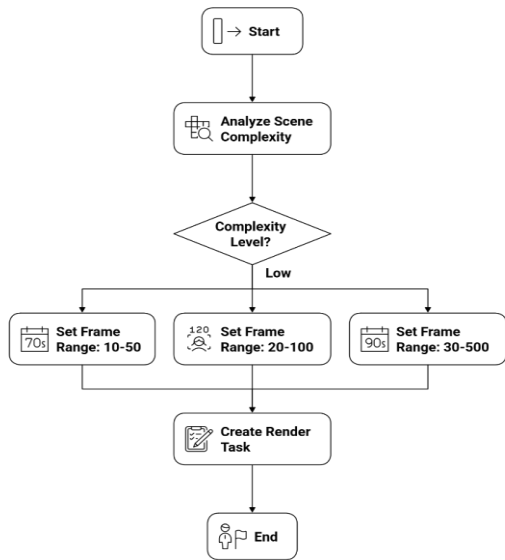 Start
Analyze Scene
Complexity
Complexity
Level?
Low
70s
Set Frame
Range: 10-50
120
Set Frame
Range: 20-100
90s
Set Frame
Range: 30-500
Create Render
Task
End